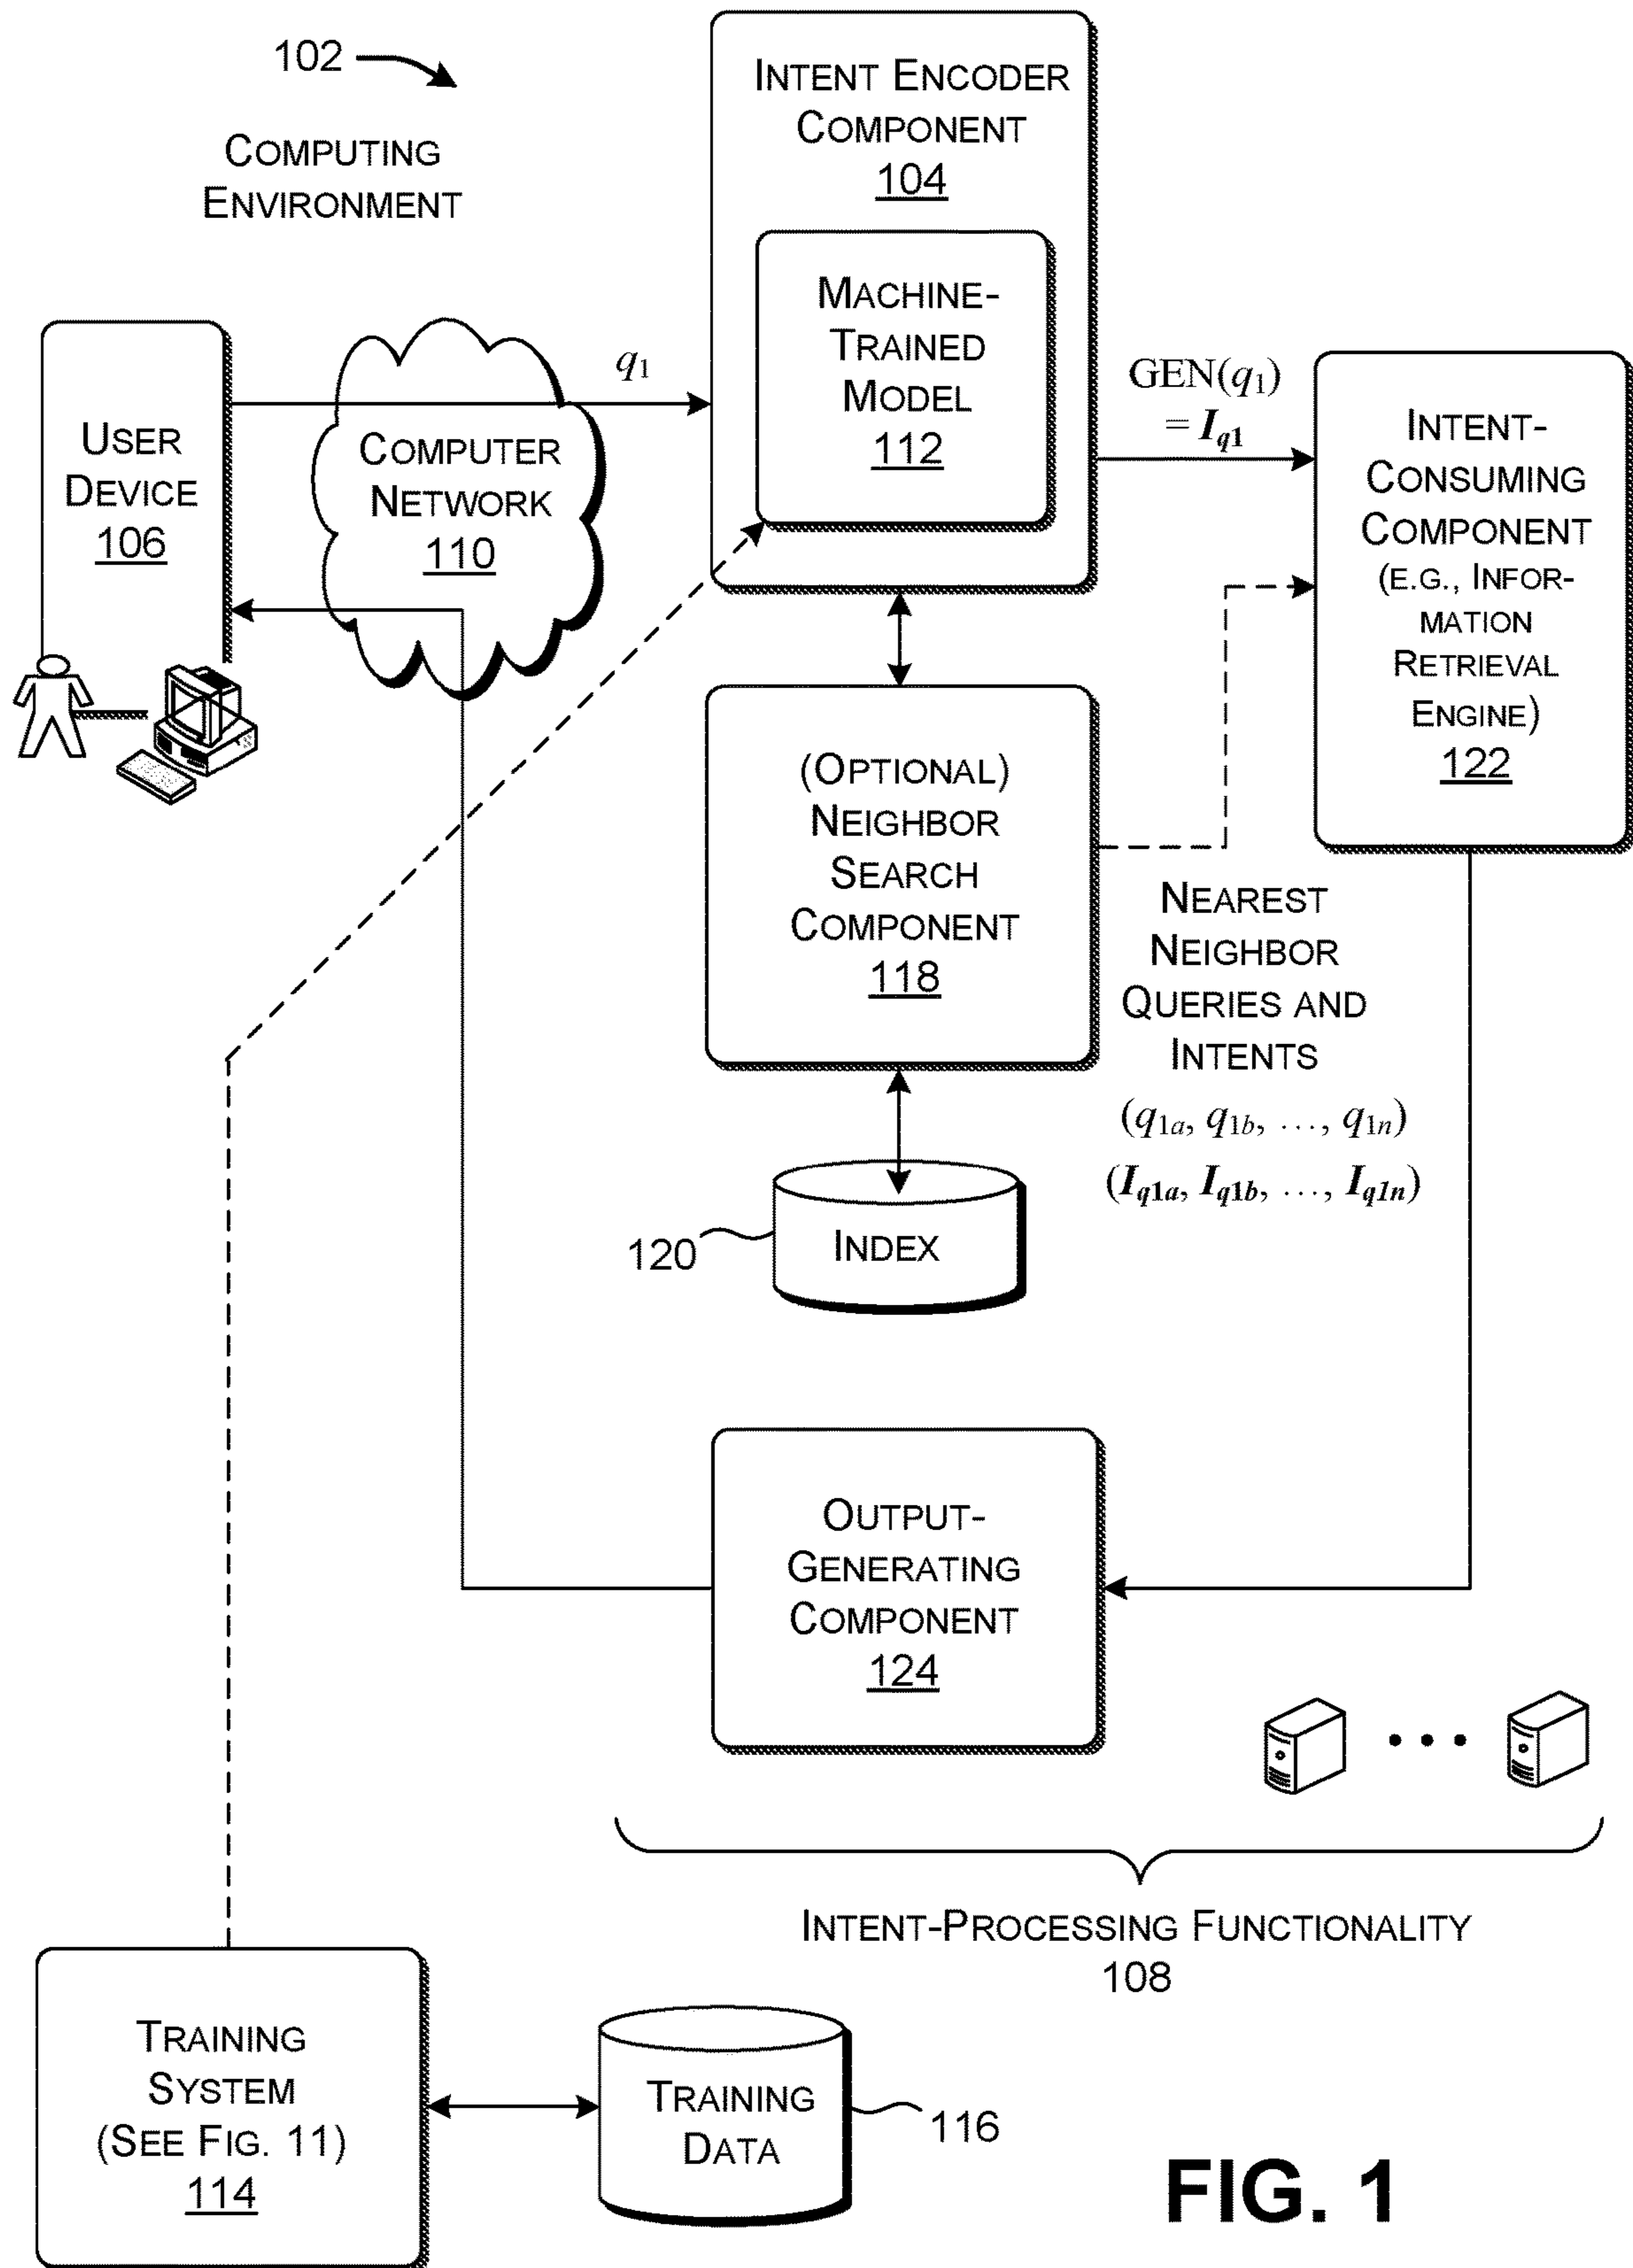 102
COMPUTING
ENVIRONMENT
INTENT ENCODER
COMPONENT
104
MACHINE-
TRAINED
MODEL
112
USER
DEVICE
106
COMPUTER
NETWORK
110
q1
GEN(q1)
= Iq1
INTENT-
CONSUMING
COMPONENT
(E.G., INFOR-
MATION
RETRIEVAL
ENGINE)
122
(OPTIONAL)
NEIGHBOR
SEARCH
COMPONENT
118
NEAREST
NEIGHBOR
QUERIES AND
INTENTS
(q1a, q1b, …, q1n)
(Iq1a, Iq1b, …, Iq1n)
120
INDEX
OUTPUT-
GENERATING
COMPONENT
124
INTENT-PROCESSING FUNCTIONALITY
108
TRAINING
SYSTEM
(SEE FIG. 11)
114
TRAINING
DATA
116
FIG. 1